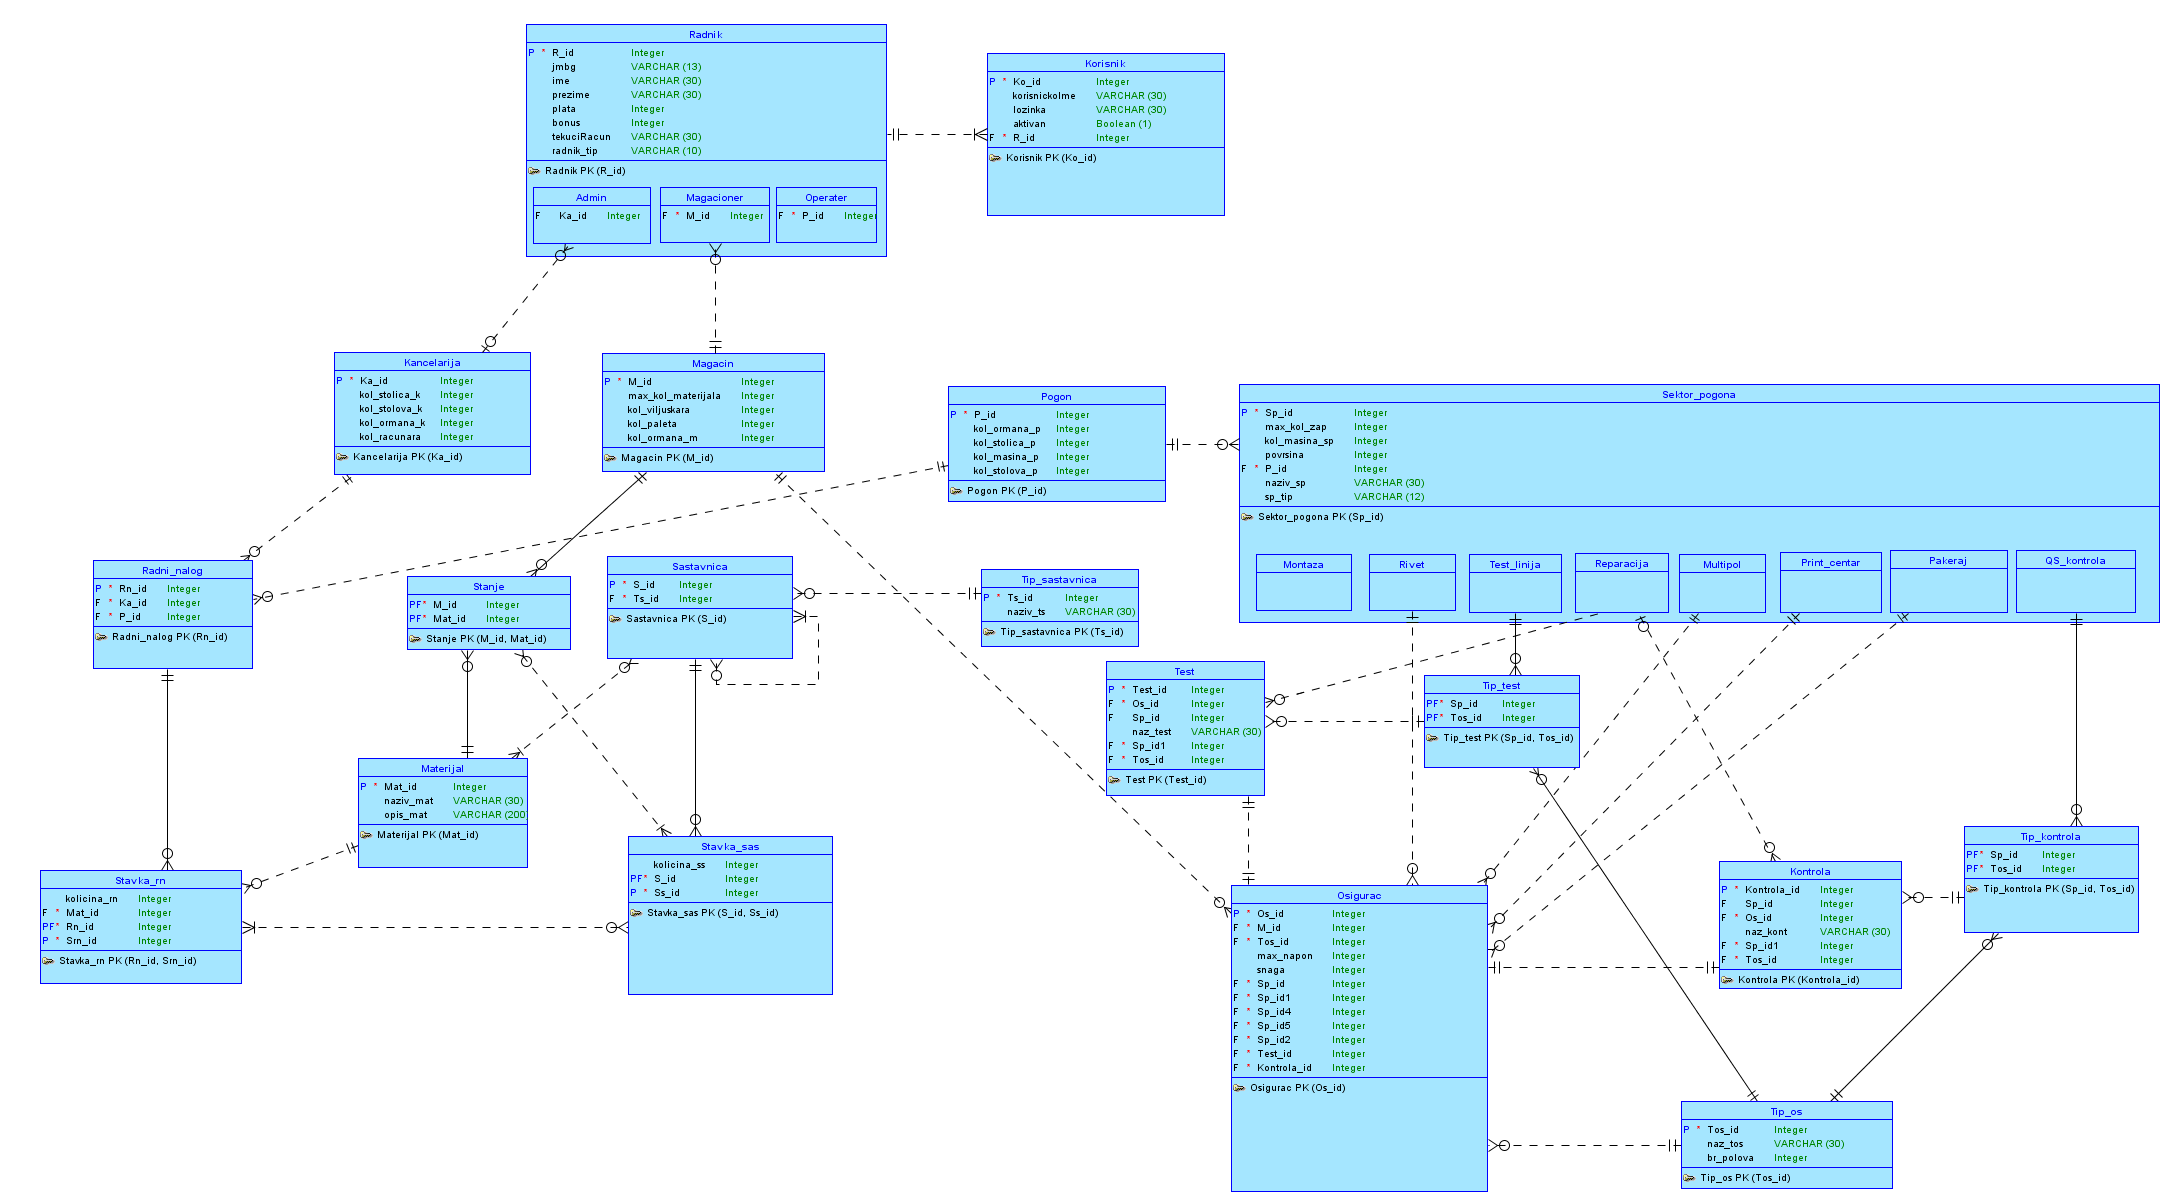 Radnik
P * R_id Integer
jmbg VARCHAR (13)
ime VARCHAR (30)
prezime VARCHAR (30)
plata Integer
bonus Integer
tekuciRacun VARCHAR (30)
radnik_tip VARCHAR (10)
Radnik PK (R_id)
Admin
F Ka_id Integer
Magacioner
F * M_id Integer
Operater
F * P_id Integer
Korisnik
P * Ko_id Integer
korisnickoIme VARCHAR (30)
lozinka VARCHAR (30)
aktivan Boolean (1)
F * R_id Integer
Korisnik PK (Ko_id)
Kancelarija
P * Ka_id Integer
kol_stolica_k Integer
kol_stolova_k Integer
kol_ormana_k Integer
kol_racunara Integer
Kancelarija PK (Ka_id)
Magacin
P * M_id Integer
max_kol_materijala Integer
kol_viljuskara Integer
kol_paleta Integer
kol_ormana_m Integer
Magacin PK (M_id)
Pogon
P * P_id Integer
kol_ormana_p Integer
kol_stolica_p Integer
kol_masina_p Integer
kol_stolova_p Integer
Pogon PK (P_id)
Sektor_pogona
P * Sp_id Integer
max_kol_zap Integer
kol_masina_sp Integer
povrsina Integer
F * P_id Integer
naziv_sp VARCHAR (30)
sp_tip VARCHAR (12)
Sektor_pogona PK (Sp_id)
Montaza
Rivet
Test_linija
Reparacija
Multipol
Print_centar
Pakeraj
QS_kontrola
Radni_nalog
P * Rn_id Integer
F * Ka_id Integer
F * P_id Integer
Radni_nalog PK (Rn_id)
Stanje
PF* M_id Integer
PF* Mat_id Integer
Stanje PK (M_id, Mat_id)
Sastavnica
P * S_id Integer
F * Ts_id Integer
Sastavnica PK (S_id)
Tip_sastavnica
P * Ts_id Integer
naziv_ts VARCHAR (30)
Tip_sastavnica PK (Ts_id)
Test
P * Test_id Integer
F * Os_id Integer
F Sp_id Integer
naz_test VARCHAR (30)
F * Sp_id1 Integer
F * Tos_id Integer
Test PK (Test_id)
Tip_test
PF* Sp_id Integer
PF* Tos_id Integer
Tip_test PK (Sp_id, Tos_id)
Materijal
P * Mat_id Integer
naziv_mat VARCHAR (30)
opis_mat VARCHAR (200
Materijal PK (Mat_id)
Stavka_sas
kolicina_ss Integer
PF* S_id Integer
P * Ss_id Integer
Stavka_sas PK (S_id, Ss_id)
Stavka_rn
kolicina_rn Integer
F * Mat_id Integer
PF* Rn_id Integer
P * Srn_id Integer
Stavka_rn PK (Rn_id, Srn_id)
Osigurac
P * Os_id Integer
F * M_id Integer
F * Tos_id Integer
max_napon Integer
snaga Integer
F * Sp_id Integer
F * Sp_id1 Integer
F * Sp_id4 Integer
F * Sp_id5 Integer
F * Sp_id2 Integer
F * Test_id Integer
F * Kontrola_id Integer
Osigurac PK (Os_id)
Kontrola
P * Kontrola_id Integer
F Sp_id Integer
F * Os_id Integer
naz_kont VARCHAR (30)
F * Sp_id1 Integer
F * Tos_id Integer
Kontrola PK (Kontrola_id)
Tip_kontrola
PF* Sp_id Integer
PF* Tos_id Integer
Tip_kontrola PK (Sp_id, Tos_id)
Tip_os
P * Tos_id Integer
naz_tos VARCHAR (30)
br_polova Integer
Tip_os PK (Tos_id)